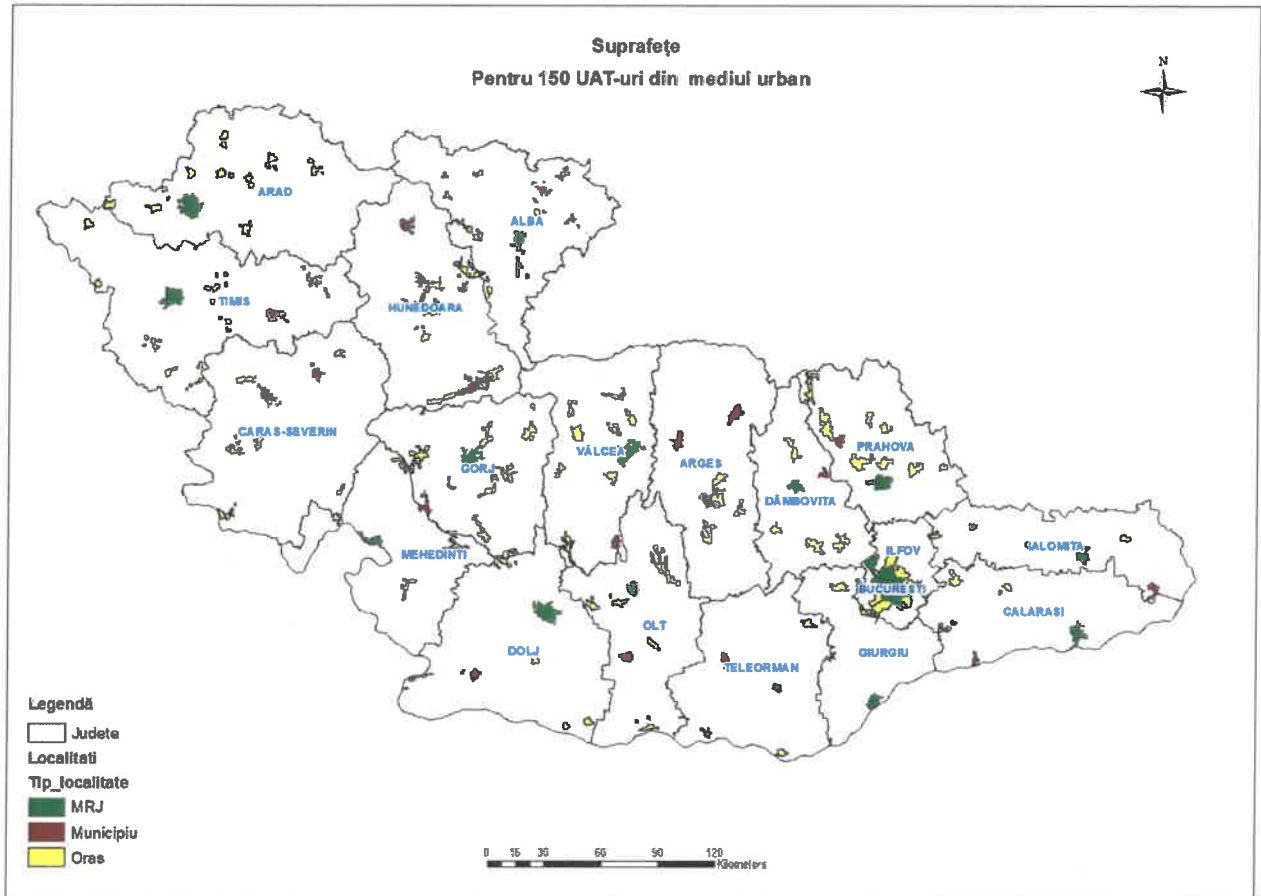 Suprafețe
Pentru 150 UAT-uri din mediul urban
N
ARAD
ALBA
TIMIS
HUNEDOARA
CARAS-SEVERIN
GORJ
VÂLCEA
ARGES
PRAHOVA
DÂMBOVITA
MEHEDINTI
ILFOV
IALOMITA
BUCURESTI
CALARASI
DOLJ
OLT
TELEORMAN
GIURGIU
Legendă
Judete
Localitati
Tip_localitate
MRJ
Municipiu
Oras
0 15 30 60 90 120
Kilometers